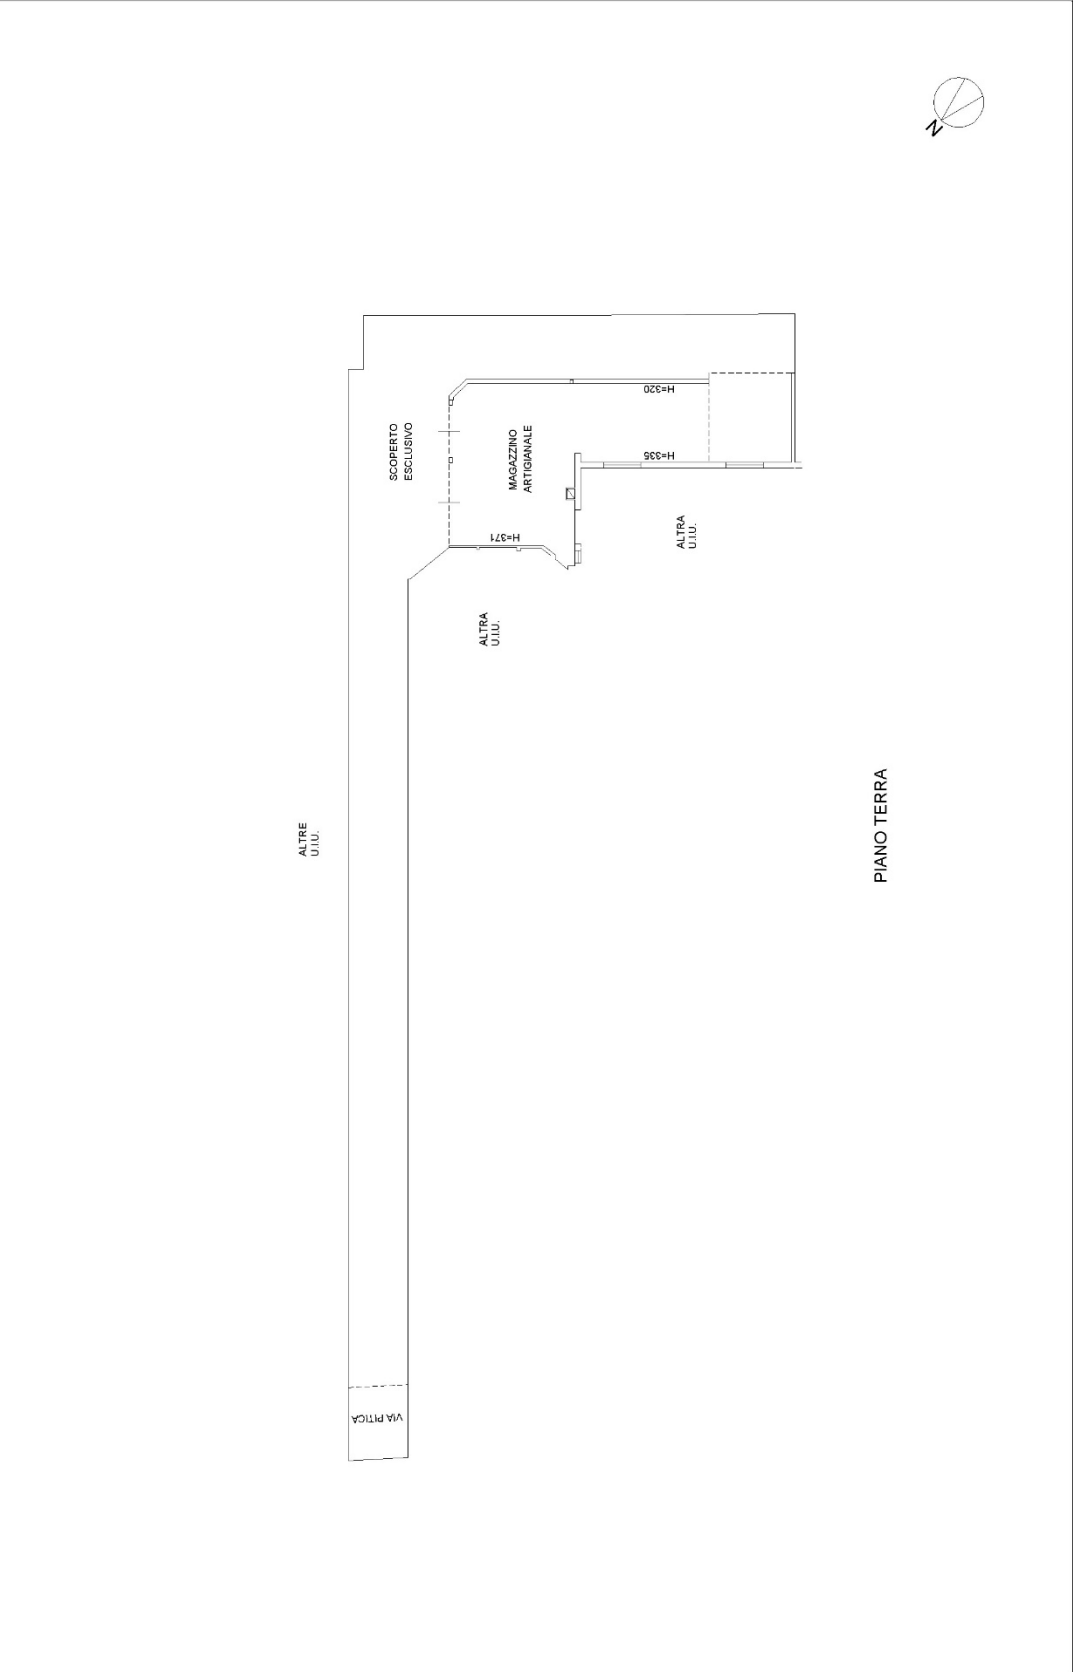 N
H=320
SCOPERTO
ESCLUSIVO
MAGAZZINO
ARTIGIANALE
H=335
H=371
ALTRA
U.I.U.
ALTRA
U.I.U.
PIANO TERRA
ALTRE
U.I.U.
VIA PITICA